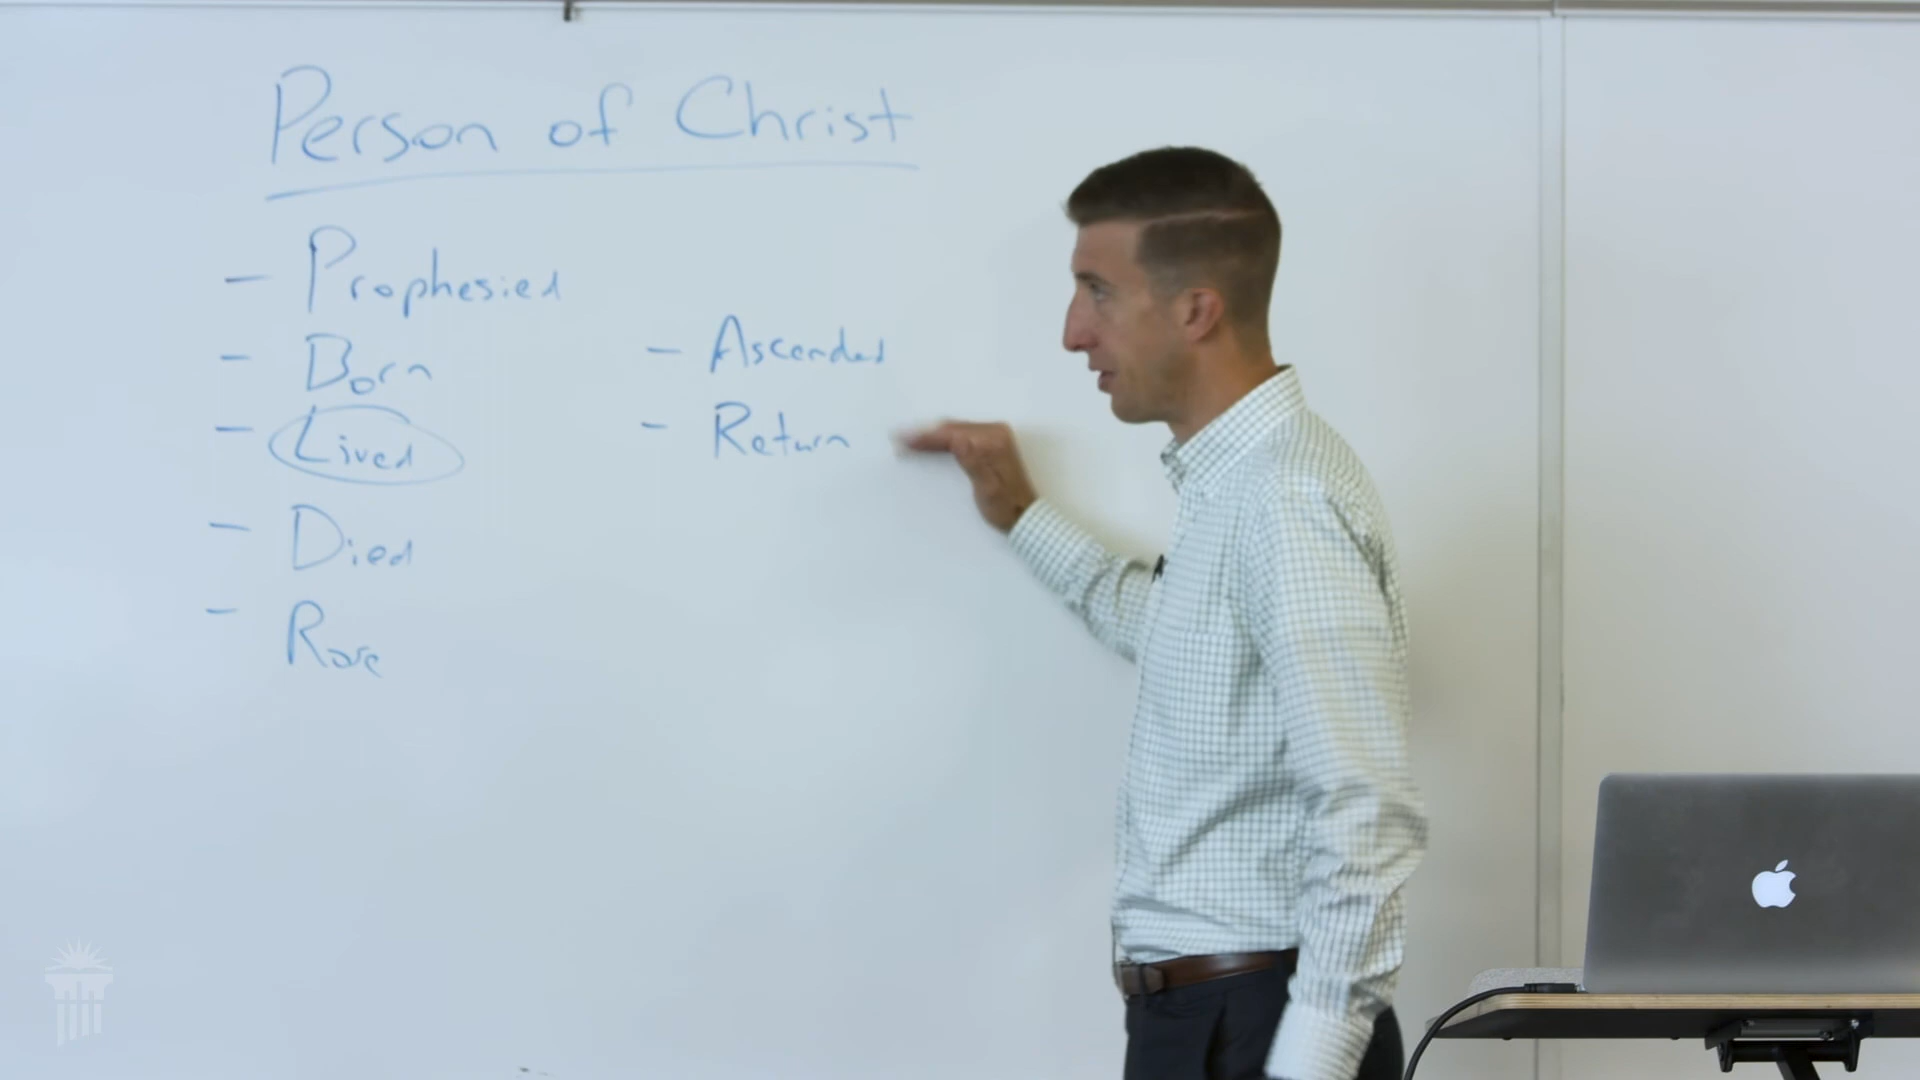 Person of Christ
- Prophesied
- Born
- Lived
- Died
- Rose
- Ascended
- Return